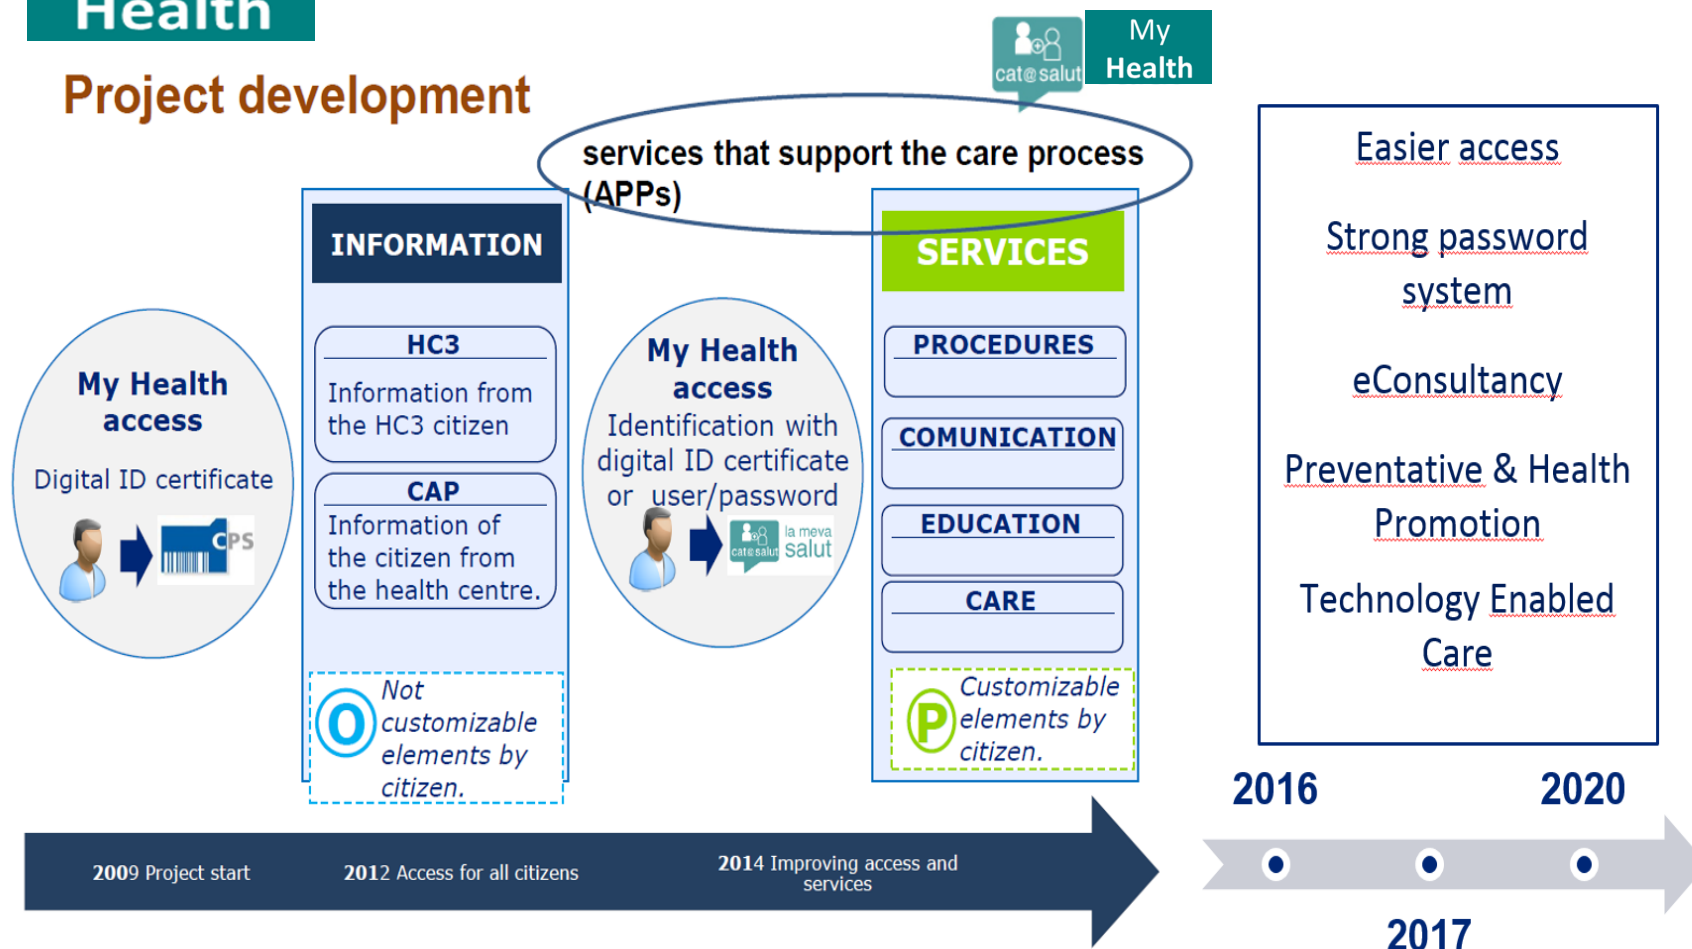 Health
Project development
cat@salut
My
Health
services that support the care process
(APPs)
My Health
access
Digital ID certificate
CPS
INFORMATION
HC3
Information from
the HC3 citizen
CAP
Information of
the citizen from
the health centre.
O
Not
customizable
elements by
citizen.
My Health
access
Identification with
digital ID certificate
or user/password
cat@salut
la meva
salut
SERVICES
PROCEDURES
COMUNICATION
EDUCATION
CARE
P
Customizable
elements by
citizen.
Easier access
Strong password
system
eConsultancy
Preventative & Health
Promotion
Technology Enabled
Care
2009 Project start
2012 Access for all citizens
2014 Improving access and
services
2016
2020
2017